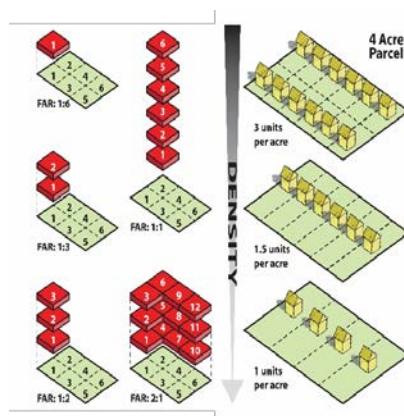 1
2
1 4
3 6
5
FAR: 1:6
6
5
4
3
2
1
2
1 4
3 6
5
FAR: 1:1
2
1
2
1 4
3 6
5
FAR: 1:3
3
2
1
2
1 4
3 6
5
FAR: 1:2
6
3 9
5 12
2 8
4 11
1 7
10
2
1 4
3 6
5
FAR: 2:1
DENSITY
4 Acre
Parcel
3 units
per acre
1.5 units
per acre
1 units
per acre